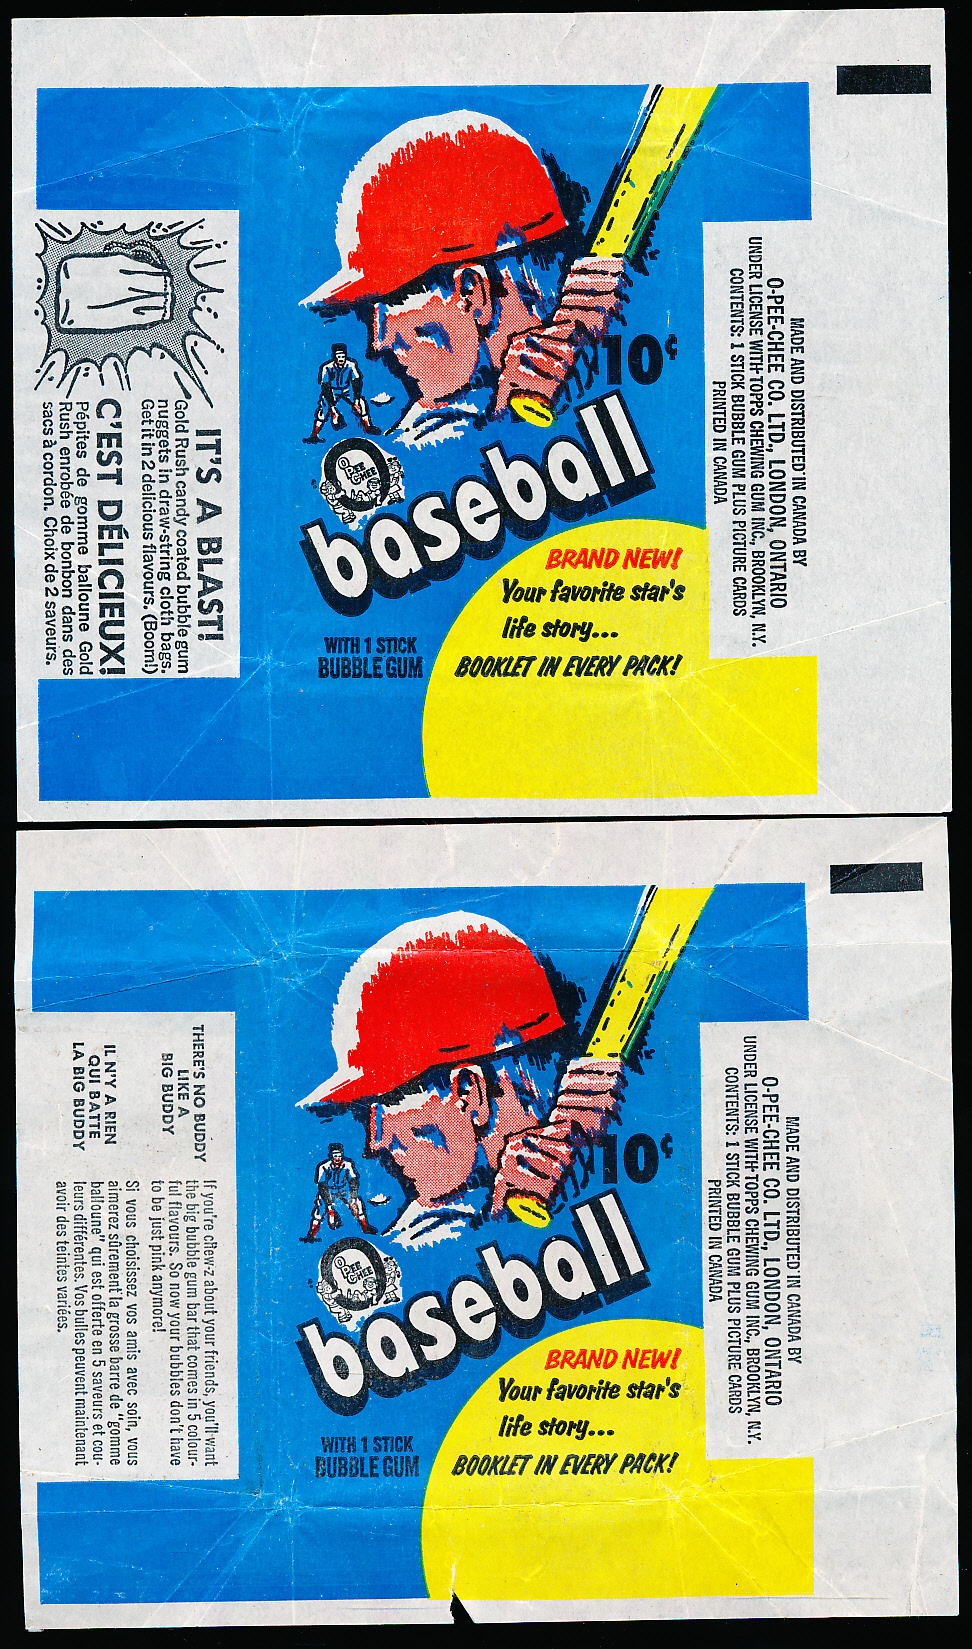 10¢
O
PEE
CHEE
baseball
BRAND NEW!
Your favorite star's
life story...
BOOKLET IN EVERY PACK!
WITH 1 STICK
BUBBLE GUM
IT'S A BLAST!
Gold Rush candy coated bubble gum
nuggets in draw-string cloth bags.
Get it in 2 delicious flavours. (Boom!)
C'EST DÉLICIEUX!
Pépites de gomme balloune Gold
Rush enrobée de bonbon dans des
sacs à cordon. Choix de 2 saveurs.
MADE AND DISTRIBUTED IN CANADA BY
O-PEE-CHEE CO. LTD., LONDON, ONTARIO
UNDER LICENSE WITH TOPPS CHEWING GUM INC., BROOKLYN, N.Y.
CONTENTS: 1 STICK BUBBLE GUM PLUS PICTURE CARDS
PRINTED IN CANADA
10¢
O
PEE
CHEE
baseball
BRAND NEW!
Your favorite star's
life story...
BOOKLET IN EVERY PACK!
WITH 1 STICK
BUBBLE GUM
THERE'S NO BUDDY
LIKE A
BIG BUDDY
If you're chew-z about your friends, you'll want
the big bubble gum bar that comes in 5 colour-
ful flavours. So now your bubbles don't have
to be just pink anymore!
IL N'Y A RIEN
QUI BATTE
LA BIG BUDDY
Si vous choisissez vos amis avec soin, vous
aimerez sûrement la grosse barre de "gomme
balloune" qui est offerte en 5 saveurs et cou-
leurs différentes. Vos bulles peuvent maintenant
avoir des teintes variées.
MADE AND DISTRIBUTED IN CANADA BY
O-PEE-CHEE CO. LTD., LONDON, ONTARIO
UNDER LICENSE WITH TOPPS CHEWING GUM INC., BROOKLYN, N.Y.
CONTENTS: 1 STICK BUBBLE GUM PLUS PICTURE CARDS
PRINTED IN CANADA